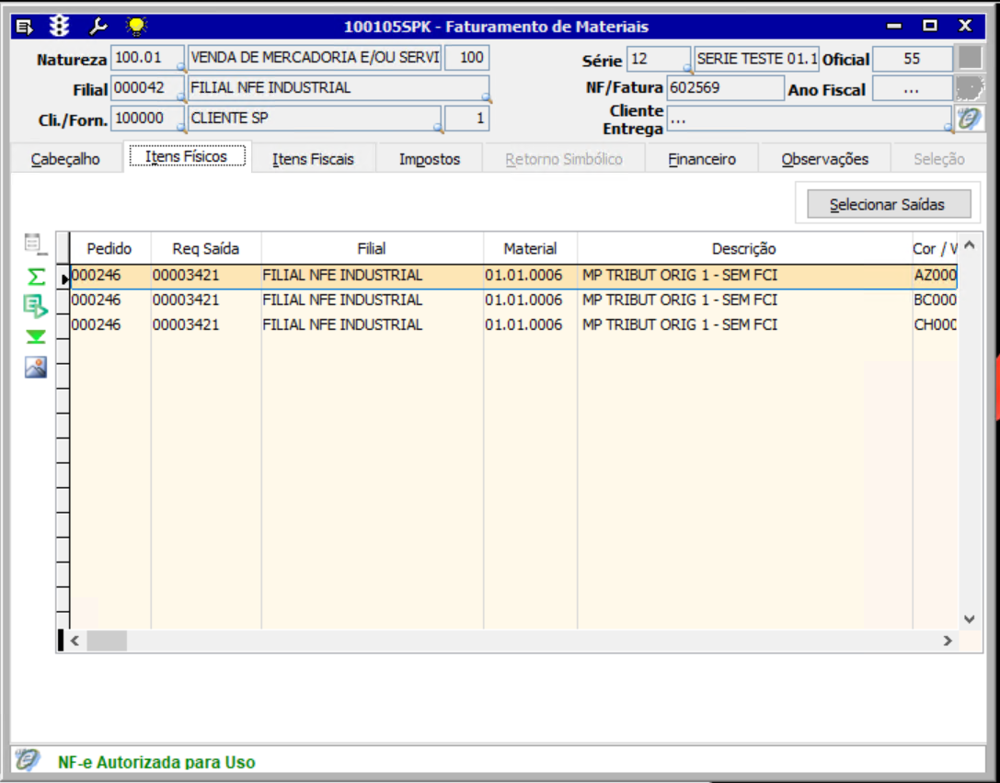 100105SPK - Faturamento de Materiais
Natureza 100.01 VENDA DE MERCADORIA E/OU SERVI 100 Série 12 SERIE TESTE 01.1 Oficial 55
Filial 000042 FILIAL NFE INDUSTRIAL NF/Fatura 602569 Ano Fiscal ...
Cli./Forn. 100000 CLIENTE SP 1 Cliente Entrega ...
Cabeçalho Itens Físicos Itens Fiscais Impostos Retorno Simbólico Financeiro Observações Seleção
Selecionar Saídas
Pedido Req Saída Filial Material Descrição Cor / V
000246 00003421 FILIAL NFE INDUSTRIAL 01.01.0006 MP TRIBUT ORIG 1 - SEM FCI AZ000
000246 00003421 FILIAL NFE INDUSTRIAL 01.01.0006 MP TRIBUT ORIG 1 - SEM FCI BC000
000246 00003421 FILIAL NFE INDUSTRIAL 01.01.0006 MP TRIBUT ORIG 1 - SEM FCI CH000
NF-e Autorizada para Uso